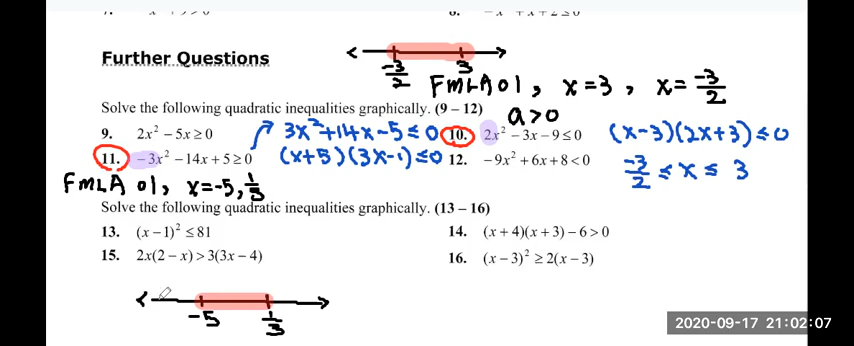 Further Questions
-3/2 3
FMLA 01, x=3, x=-3/2
Solve the following quadratic inequalities graphically. (9 – 12)
a>0
9. 2x² − 5x ≥ 0
3x²+14x-5≤0
10. 2x² − 3x − 9 ≤ 0
(x-3)(2x+3)≤0
11. −3x² − 14x + 5 ≥ 0
(x+5)(3x-1)≤0
12. −9x² + 6x + 8 < 0
-3/2 ≤ x ≤ 3
FMLA 01, x=-5, 1/3
Solve the following quadratic inequalities graphically. (13 – 16)
13. (x − 1)² ≤ 81
14. (x + 4)(x + 3) − 6 > 0
15. 2x(2 − x) > 3(3x − 4)
16. (x − 3)² ≥ 2(x − 3)
-5 1/3
2020-09-17 21:02:07